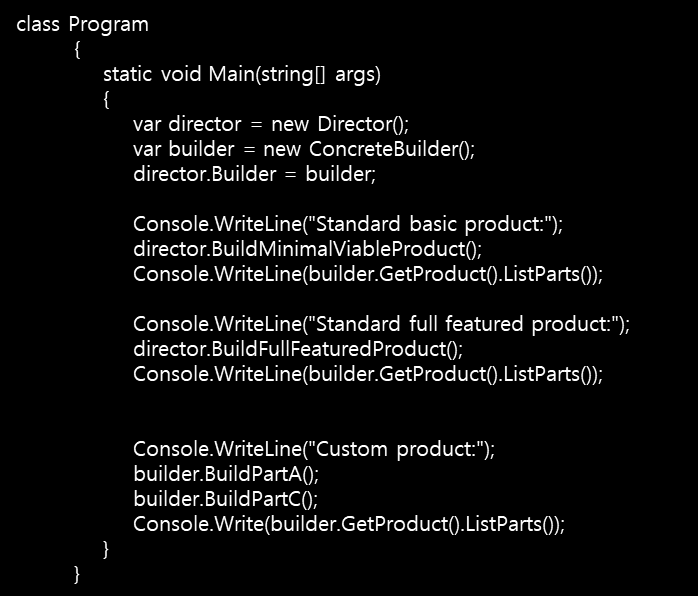 class Program
{
static void Main(string[] args)
{
var director = new Director();
var builder = new ConcreteBuilder();
director.Builder = builder;
Console.WriteLine("Standard basic product:");
director.BuildMinimalViableProduct();
Console.WriteLine(builder.GetProduct().ListParts());
Console.WriteLine("Standard full featured product:");
director.BuildFullFeaturedProduct();
Console.WriteLine(builder.GetProduct().ListParts());
Console.WriteLine("Custom product:");
builder.BuildPartA();
builder.BuildPartC();
Console.Write(builder.GetProduct().ListParts());
}
}